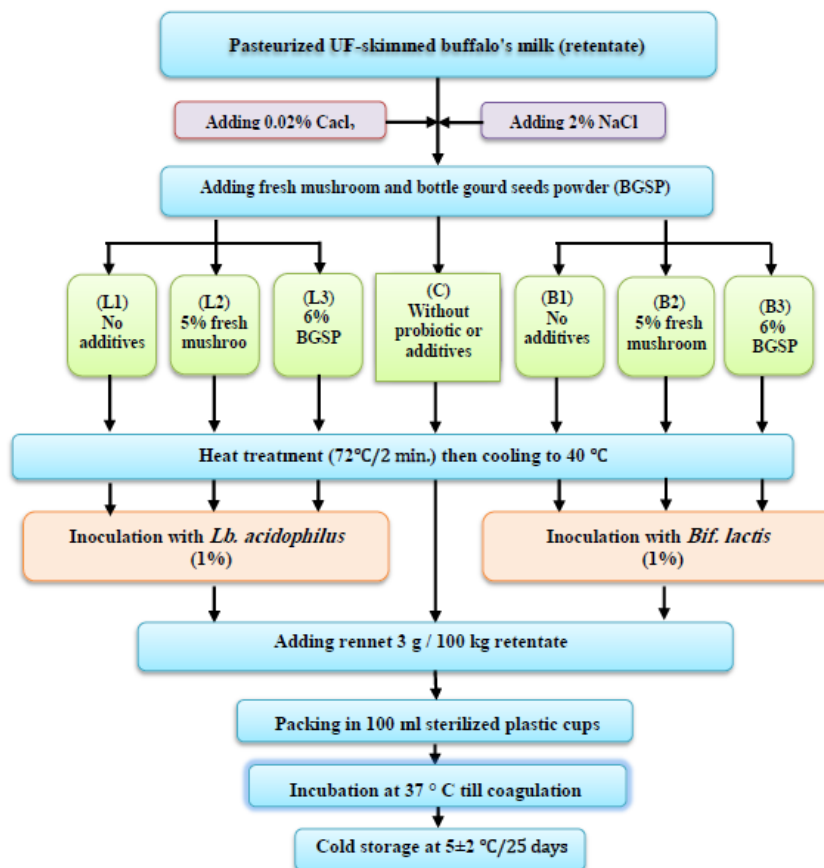 Pasteurized UF-skimmed buffalo's milk (retentate)
Adding 0.02% Cacl,
Adding 2% NaCl
Adding fresh mushroom and bottle gourd seeds powder (BGSP)
(L1)
No
additives
(L2)
5% fresh
mushroo
(L3)
6%
BGSP
(C)
Without
probiotic or
additives
(B1)
No
additives
(B2)
5% fresh
mushroom
(B3)
6%
BGSP
Heat treatment (72°C/2 min.) then cooling to 40 °C
Inoculation with Lb. acidophilus
(1%)
Inoculation with Bif. lactis
(1%)
Adding rennet 3 g / 100 kg retentate
Packing in 100 ml sterilized plastic cups
Incubation at 37 ° C till coagulation
Cold storage at 5±2 °C/25 days